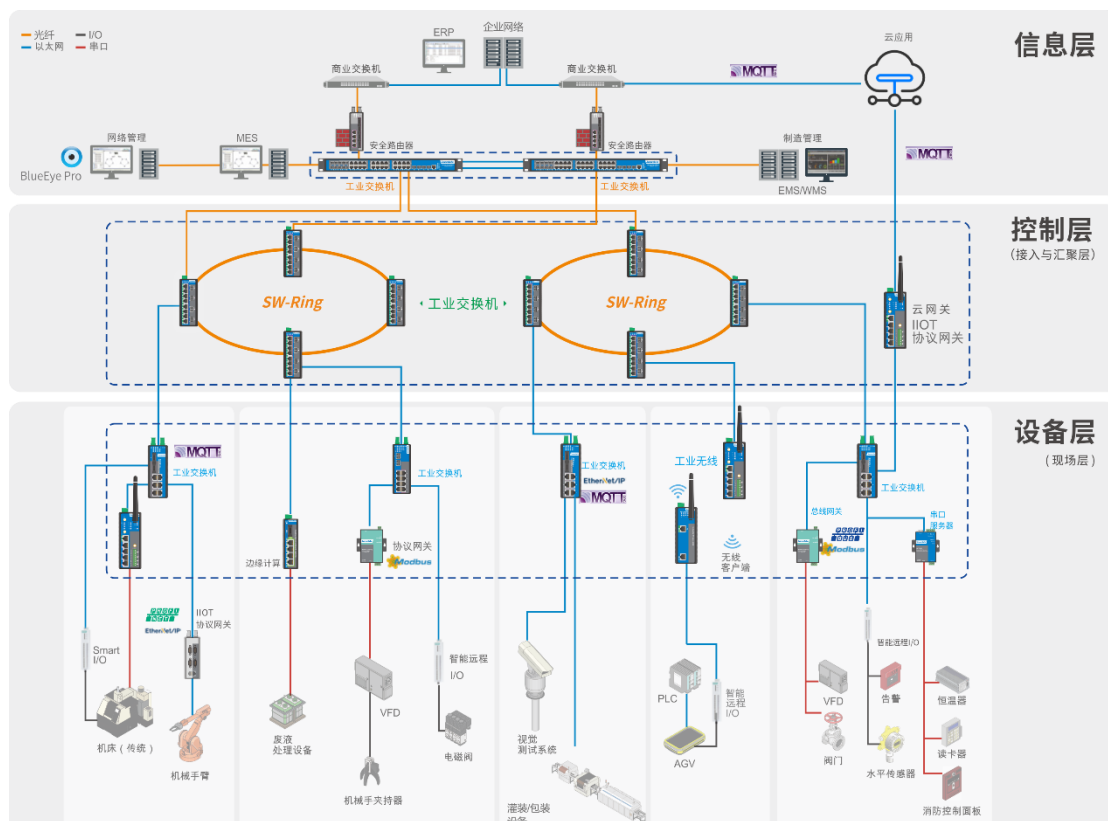 光纤
I/O
以太网
串口
信息层
ERP
企业网络
云应用
商业交换机
商业交换机
MQTT
网络管理
MES
安全路由器
安全路由器
制造管理
MQTT
BlueEye Pro
工业交换机
工业交换机
EMS/WMS
控制层
(接入与汇聚层)
SW-Ring
工业交换机
SW-Ring
云网关
IIOT
协议网关
设备层
(现场层)
MQTT
工业交换机
工业交换机
工业交换机
EtherNet/IP
MQTT
工业无线
工业交换机
总线网关
PROFI
BUS
Modbus
串口
服务器
边缘计算
协议网关
Modbus
无线
客户端
PROFI
NET
EtherNet/IP
IIOT
协议网关
Smart
I/O
智能远程
I/O
智能远程I/O
机床(传统)
机械手臂
废液
处理设备
VFD
电磁阀
机械手夹持器
视觉
测试系统
灌装/包装
设备
PLC
智能
远程
I/O
AGV
VFD
告警
恒温器
阀门
水平传感器
读卡器
消防控制面板